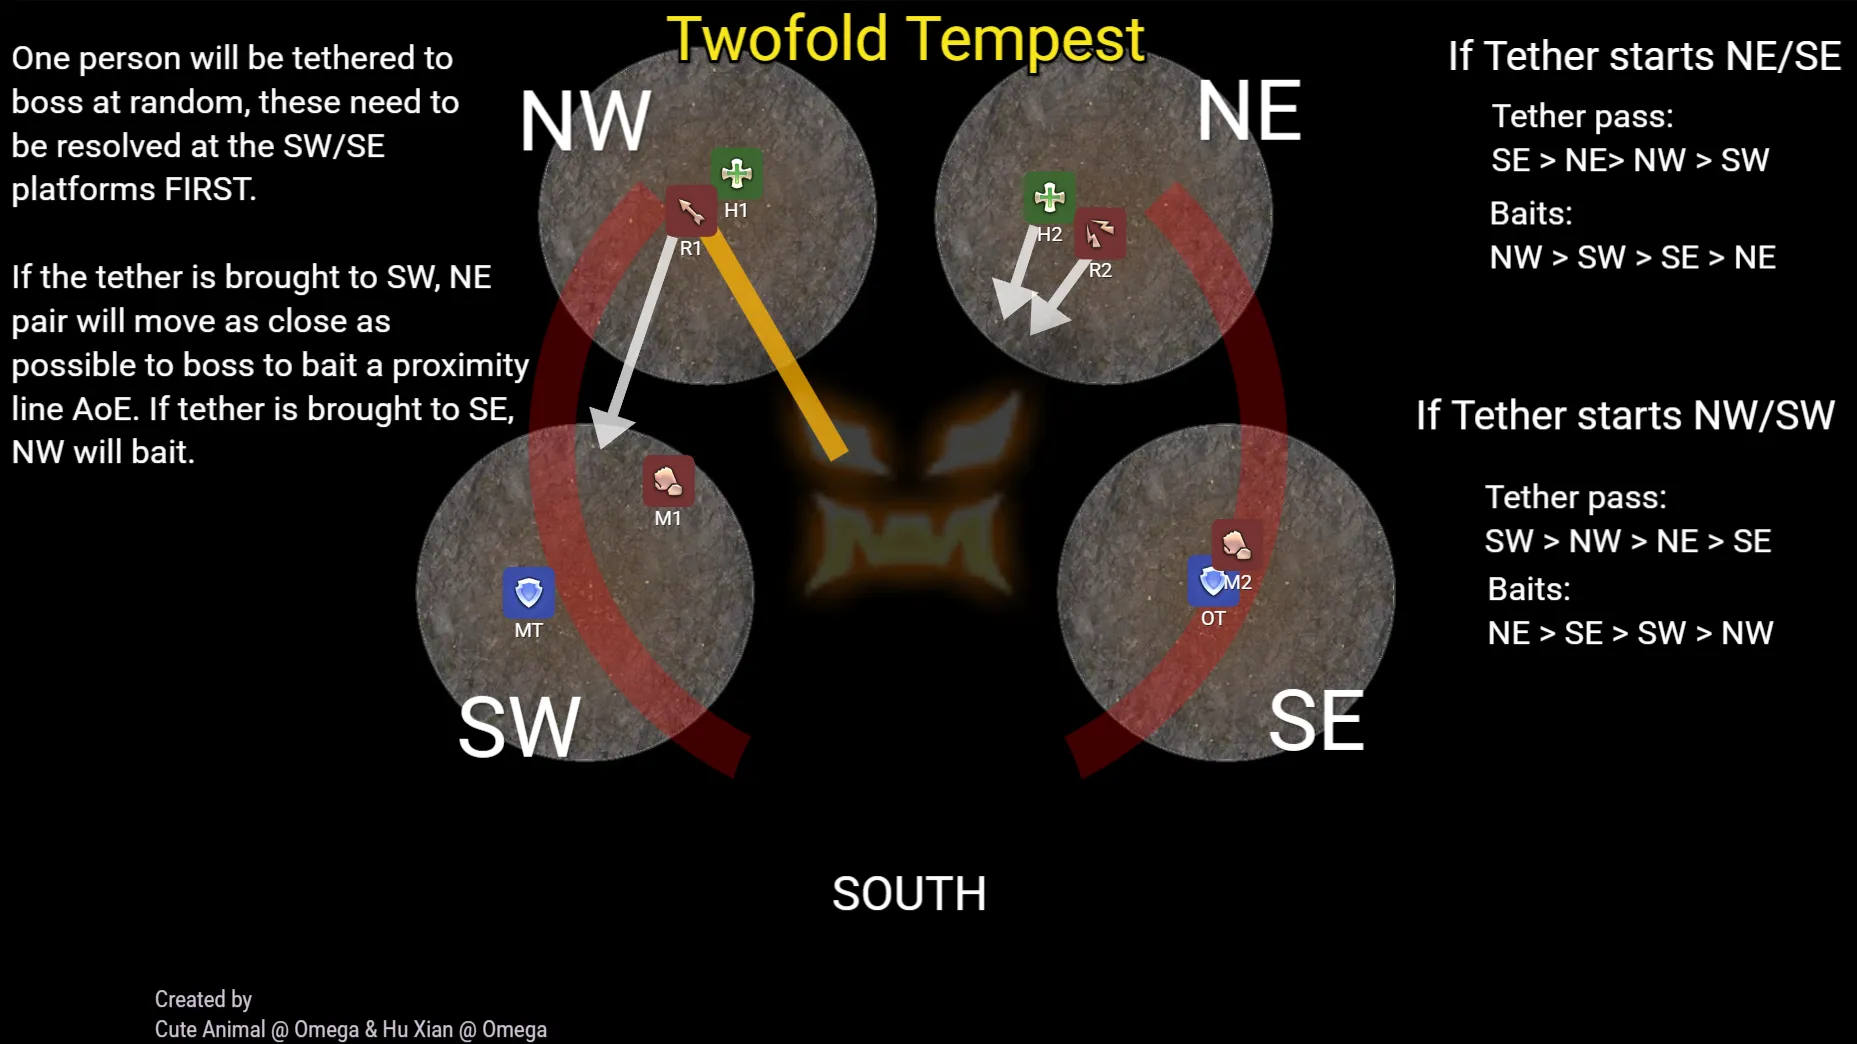 Twofold Tempest
One person will be tethered to
boss at random, these need to
be resolved at the SW/SE
platforms FIRST.
If the tether is brought to SW, NE
pair will move as close as
possible to boss to bait a proximity
line AoE. If tether is brought to SE,
NW will bait.
NW
H1
R1
NE
H2
R2
M1
MT
SW
M2
OT
SE
SOUTH
If Tether starts NE/SE
Tether pass:
SE > NE> NW > SW
Baits:
NW > SW > SE > NE
If Tether starts NW/SW
Tether pass:
SW > NW > NE > SE
Baits:
NE > SE > SW > NW
Created by
Cute Animal @ Omega & Hu Xian @ Omega